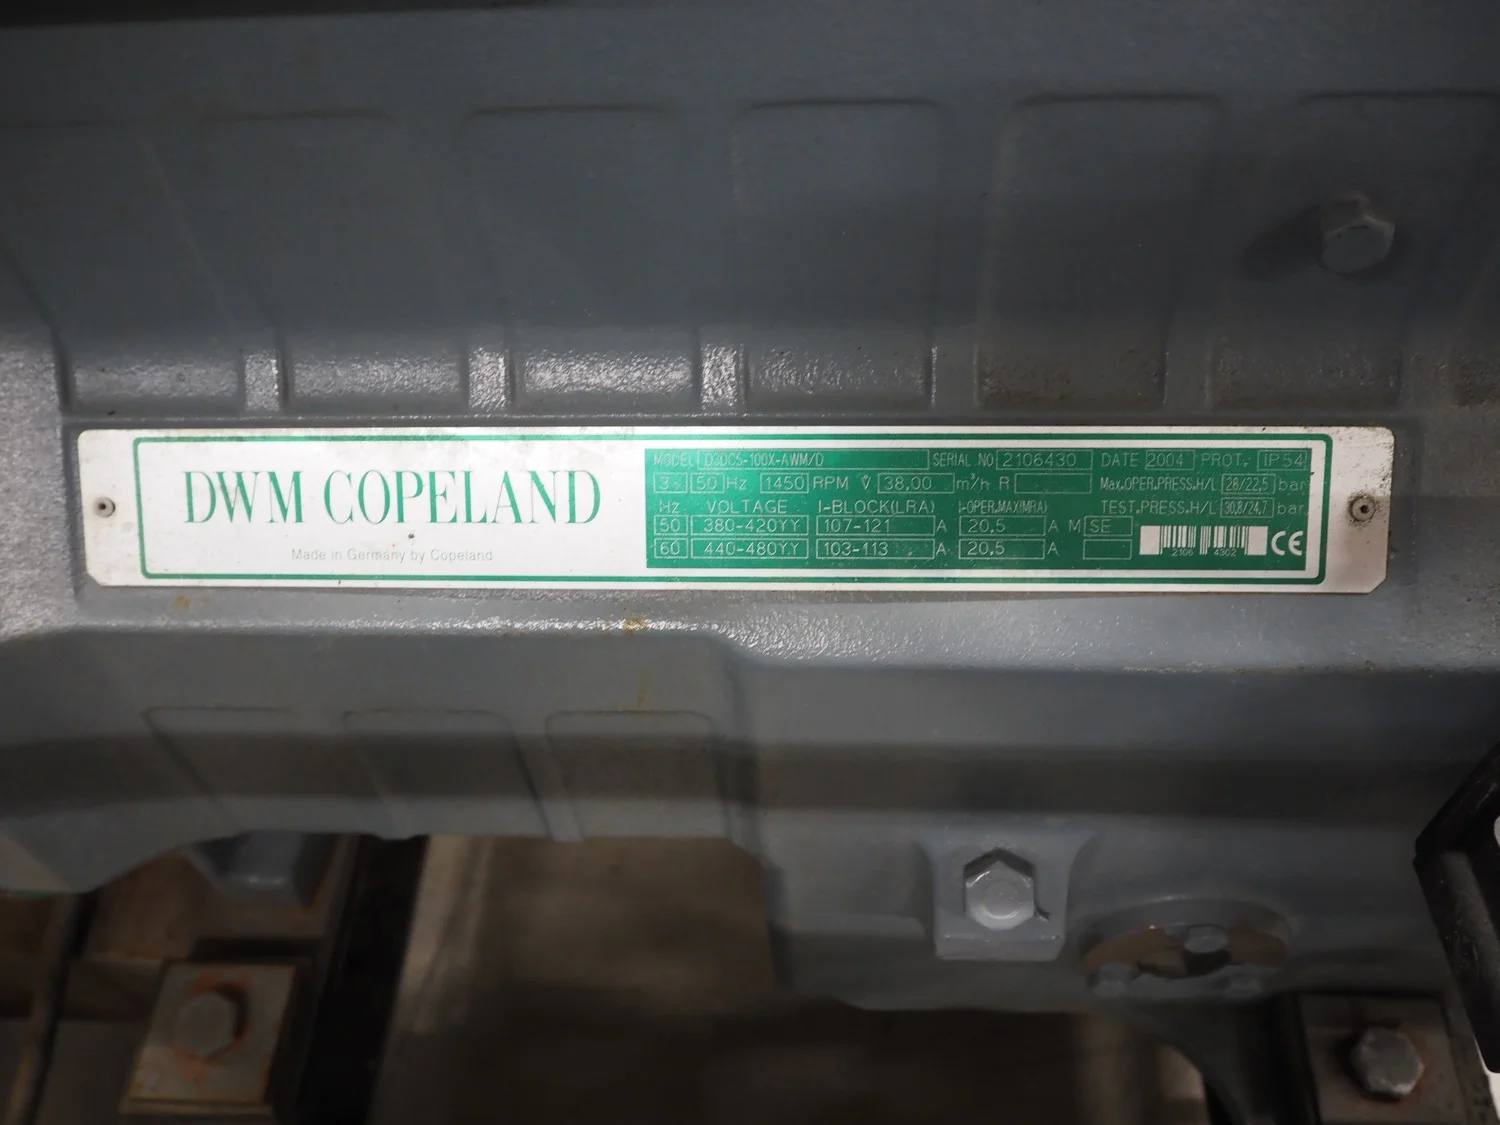 DWM COPELAND
Made in Germany by Copeland
MODEL D3DC5-100X-AWM/D SERIAL NO 2106430 DATE 2004 PROT. IP54
3~ 50 Hz 1450 RPM V̇ 38.00 m³/h R Max.OPER.PRESS.H/L 28/22,5 bar
Hz VOLTAGE I-BLOCK(LRA) I-OPER.MAX(MRA) TEST.PRESS.H/L 30,8/24,7 bar
50 380-420YY 107-121 A 20.5 A M SE
60 440-480YY 103-113 A 20.5 A
2106 4302 CE